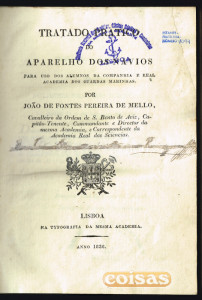 TRATADO PRATICO
DO
APARELHO DOS NAVIOS
PARA USO DOS ALUMNOS DA COMPANHIA E REAL
ACADEMIA DOS GUARDAS MARINHAS.
POR
JOÃO DE FONTES PEREIRA DE MELLO,
Cavalleiro da Ordem de S. Bento de Aviz, Ca-
pitão Tenente, Commandante e Director da
mesma Academia, e Correspondente da
Academia Real das Sciencias.
LISBOA
NA TYPOGRAFIA DA MESMA ACADEMIA.
ANNO 1836.
coisas